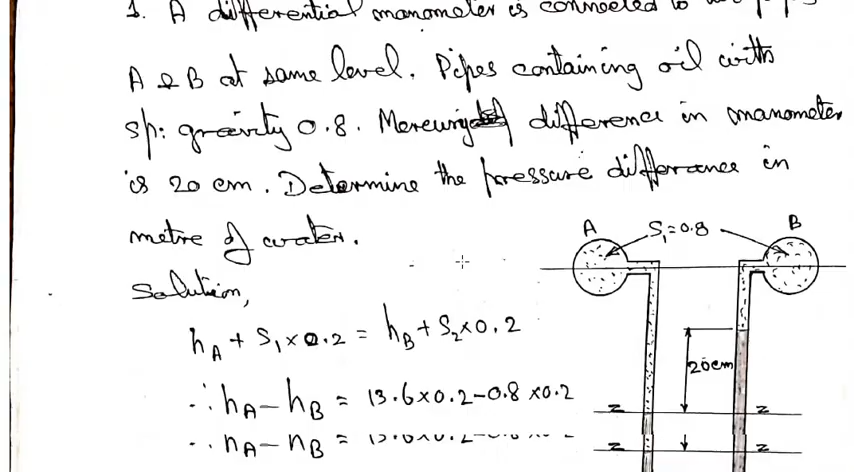 1. A differential manometer is connected to
A & B at same level. Pipes containing oil with
sp: gravity 0.8. Mercury difference in manometer
is 20 cm. Determine the pressure difference in
metre of water.
A S₁=0.8 B
Solution,
hA + S₁×0.2 = hB + S₂×0.2
20cm
∴ hA − hB = 13.6×0.2−0.8×0.2
Z Z
Z Z